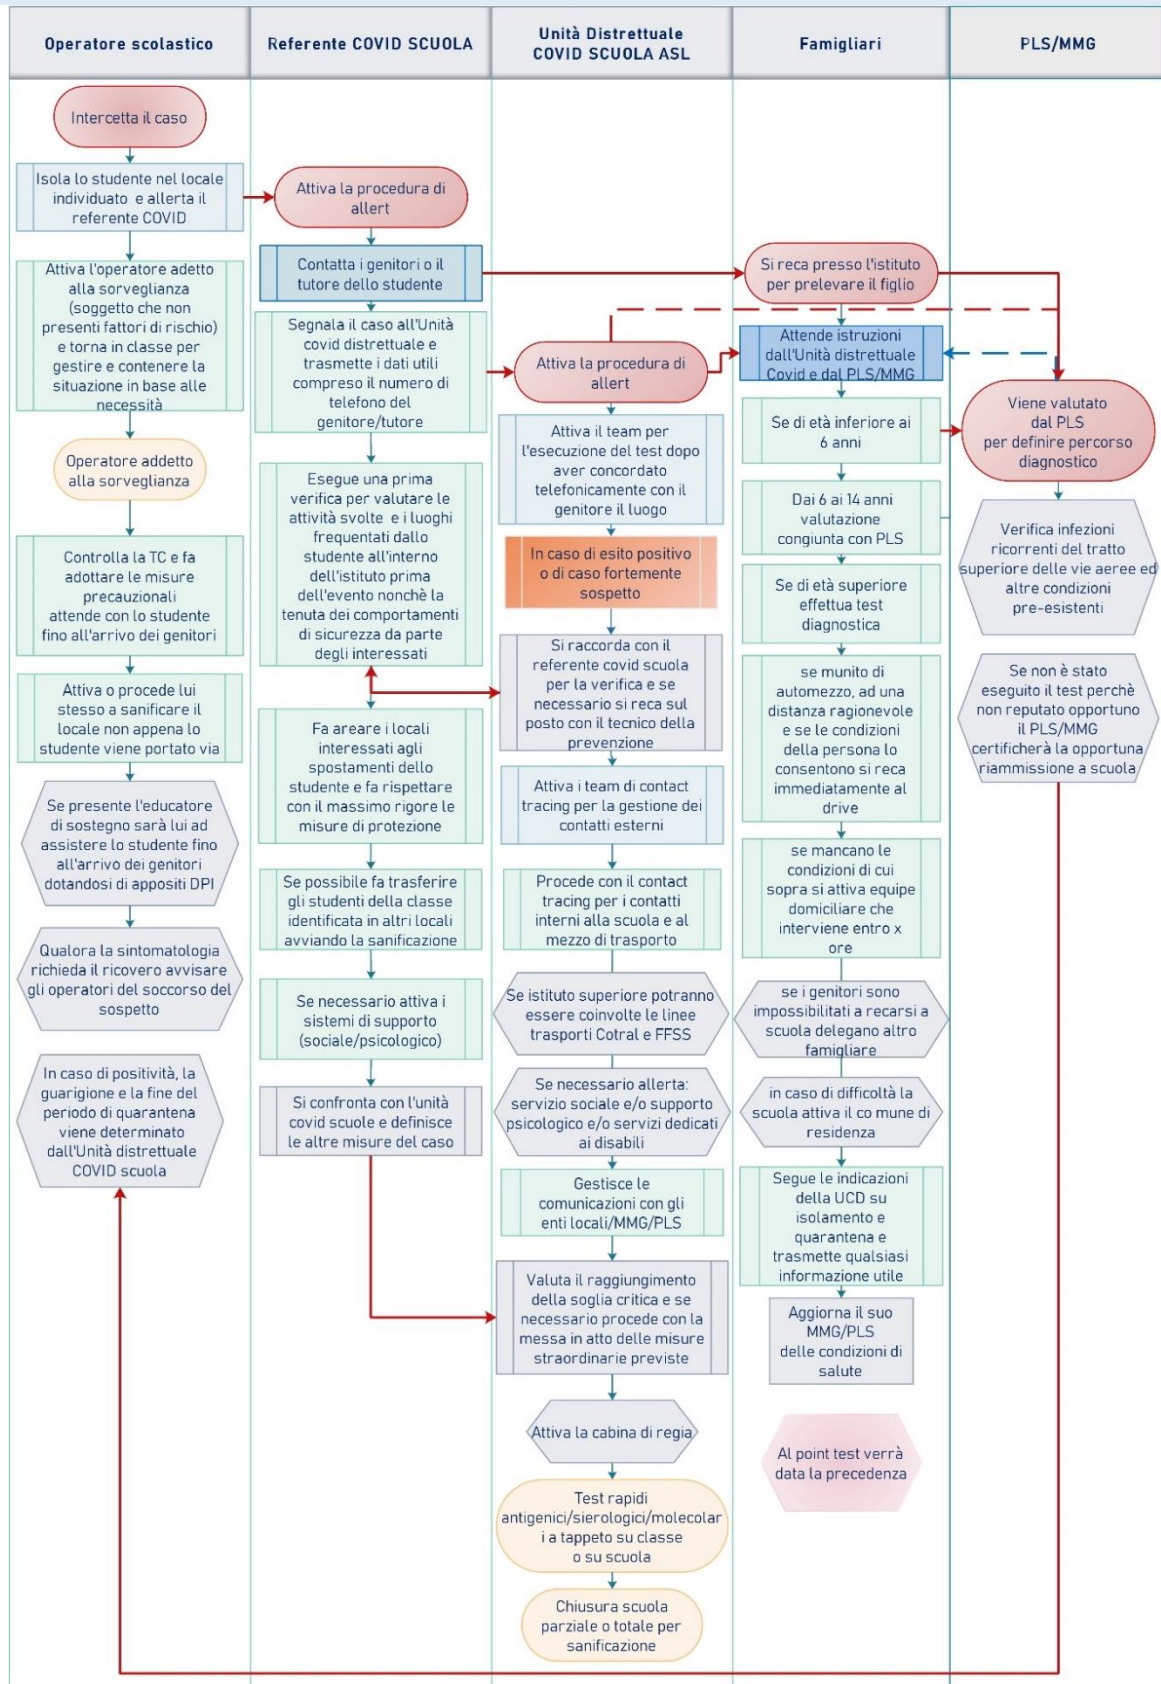 Operatore scolastico
Referente COVID SCUOLA
Unità Distrettuale
COVID SCUOLA ASL
Famigliari
PLS/MMG
Intercetta il caso
Isola lo studente nel locale
individuato e allerta il
referente COVID
Attiva l'operatore adetto
alla sorveglianza
(soggetto che non
presenti fattori di rischio)
e torna in classe per
gestire e contenere la
situazione in base alle
necessità
Operatore addetto
alla sorveglianza
Controlla la TC e fa
adottare le misure
precauzionali
attende con lo studente
fino all'arrivo dei genitori
Attiva o procede lui
stesso a sanificare il
locale non appena lo
studente viene portato via
Se presente l'educatore
di sostegno sarà lui ad
assistere lo studente fino
all'arrivo dei genitori
dotandosi di appositi DPI
Qualora la sintomatologia
richieda il ricovero avvisare
gli operatori del soccorso del
sospetto
In caso di positività, la
guarigione e la fine del
periodo di quarantena
viene determinato
dall'Unità distrettuale
COVID scuola
Attiva la procedura di
allert
Contatta i genitori o il
tutore dello studente
Segnala il caso all'Unità
covid distrettuale e
trasmette i dati utili
compreso il numero di
telefono del
genitore/tutore
Esegue una prima
verifica per valutare le
attività svolte e i luoghi
frequentati dallo
studente all'interno
dell'istituto prima
dell'evento nonchè la
tenuta dei comportamenti
di sicurezza da parte
degli interessati
Fa areare i locali
interessati agli
spostamenti dello
studente e fa rispettare
con il massimo rigore le
misure di protezione
Se possibile fa trasferire
gli studenti della classe
identificata in altri locali
avviando la sanificazione
Se necessario attiva i
sistemi di supporto
(sociale/psicologico)
Si confronta con l'unità
covid scuole e definisce
le altre misure del caso
Attiva la procedura di
allert
Attiva il team per
l'esecuzione del test dopo
aver concordato
telefonicamente con il
genitore il luogo
In caso di esito positivo
o di caso fortemente
sospetto
Si raccorda con il
referente covid scuola
per la verifica e se
necessario si reca sul
posto con il tecnico della
prevenzione
Attiva i team di contact
tracing per la gestione dei
contatti esterni
Procede con il contact
tracing per i contatti
interni alla scuola e al
mezzo di trasporto
Se istituto superiore potranno
essere coinvolte le linee
trasporti Cotral e FFSS
Se necessario allerta:
servizio sociale e/o supporto
psicologico e/o servizi dedicati
ai disabili
Gestisce le
comunicazioni con gli
enti locali/MMG/PLS
Valuta il raggiungimento
della soglia critica e se
necessario procede con la
messa in atto delle misure
straordinarie previste
Attiva la cabina di regia
Test rapidi
antigenici/sierologici/molecolar
i a tappeto su classe
o su scuola
Chiusura scuola
parziale o totale per
sanificazione
Si reca presso l'istituto
per prelevare il figlio
Attende istruzioni
dall'Unità distrettuale
Covid e dal PLS/MMG
Se di età inferiore ai
6 anni
Dai 6 ai 14 anni
valutazione
congiunta con PLS
Se di età superiore
effettua test
diagnostica
se munito di
automezzo, ad una
distanza ragionevole
e se le condizioni
della persona lo
consentono si reca
immediatamente al
drive
se mancano le
condizioni di cui
sopra si attiva equipe
domiciliare che
interviene entro x
ore
se i genitori sono
impossibilitati a recarsi a
scuola delegano altro
famigliare
in caso di difficoltà la
scuola attiva il co mune di
residenza
Segue le indicazioni
della UCD su
isolamento e
quarantena e
trasmette qualsiasi
informazione utile
Aggiorna il suo
MMG/PLS
delle condizioni di
salute
Al point test verrà
data la precedenza
Viene valutato
dal PLS
per definire percorso
diagnostico
Verifica infezioni
ricorrenti del tratto
superiore delle vie aeree ed
altre condizioni
pre-esistenti
Se non è stato
eseguito il test perchè
non reputato opportuno
il PLS/MMG
certificherà la opportuna
riammissione a scuola